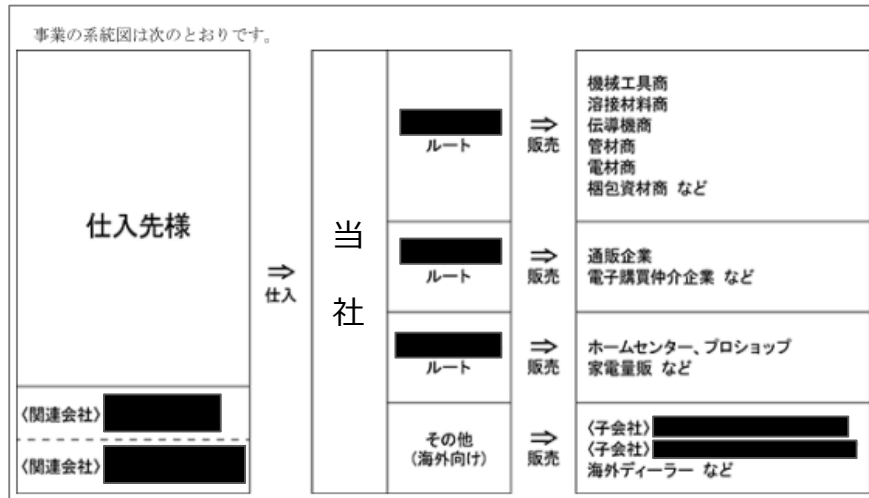 事業の系統図は次のとおりです。
仕入先様
〈関連会社〉
〈関連会社〉
⇒
仕入
当
社
ルート
⇒
販売
機械工具商
溶接材料商
伝導機商
管材商
電材商
梱包資材商 など
ルート
⇒
販売
通販企業
電子購買仲介企業 など
ルート
⇒
販売
ホームセンター、プロショップ
家電量販 など
その他
(海外向け)
⇒
販売
〈子会社〉
〈子会社〉
海外ディーラー など